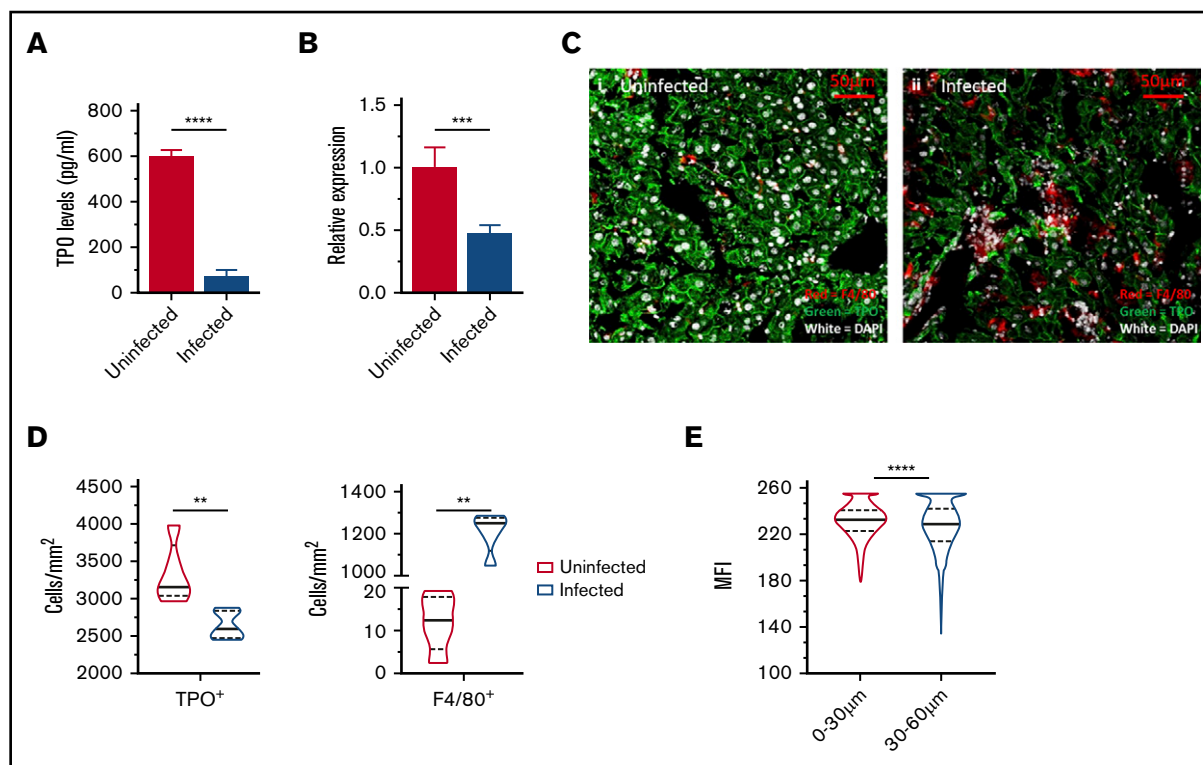 A
TPO levels (pg/ml)
800
600
400
200
0
****
Uninfected
Infected
B
Relative expression
1.5
1.0
0.5
0.0
***
Uninfected
Infected
C
i Uninfected
50µm
Red = F4/80
Green = TPO
White = DAPI
ii Infected
50µm
Red = F4/80
Green = TPO
White = DAPI
D
Cells/mm²
4500
4000
3500
3000
2500
2000
**
TPO⁺
Cells/mm²
1400
1200
1000
20
10
0
**
F4/80⁺
Uninfected
Infected
E
MFI
260
220
180
140
100
****
0-30µm
30-60µm